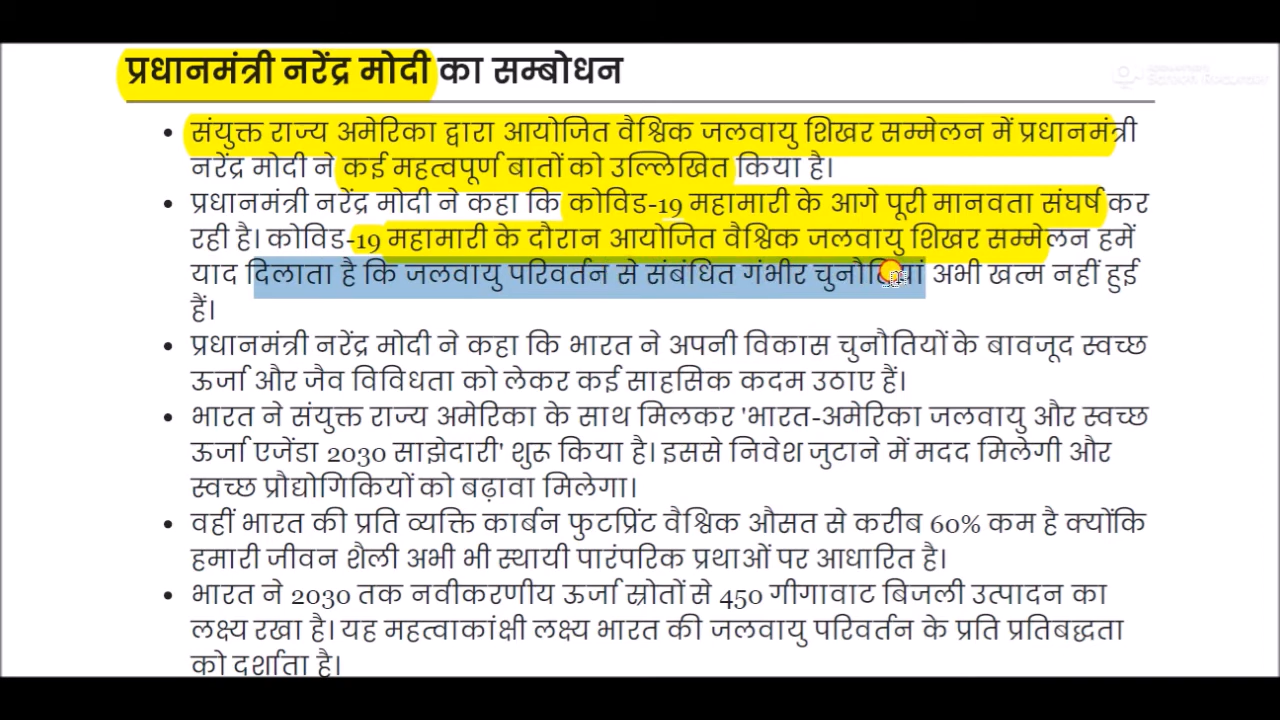 प्रधानमंत्री नरेंद्र मोदी का सम्बोधन
संयुक्त राज्य अमेरिका द्वारा आयोजित वैश्विक जलवायु शिखर सम्मेलन में प्रधानमंत्री
नरेंद्र मोदी ने कई महत्वपूर्ण बातों को उल्लिखित किया है।
प्रधानमंत्री नरेंद्र मोदी ने कहा कि कोविड-19 महामारी के आगे पूरी मानवता संघर्ष कर
रही है। कोविड-19 महामारी के दौरान आयोजित वैश्विक जलवायु शिखर सम्मेलन हमें
याद दिलाता है कि जलवायु परिवर्तन से संबंधित गंभीर चुनौतियां अभी खत्म नहीं हुई
हैं।
प्रधानमंत्री नरेंद्र मोदी ने कहा कि भारत ने अपनी विकास चुनौतियों के बावजूद स्वच्छ
ऊर्जा और जैव विविधता को लेकर कई साहसिक कदम उठाए हैं।
भारत ने संयुक्त राज्य अमेरिका के साथ मिलकर 'भारत-अमेरिका जलवायु और स्वच्छ
ऊर्जा एजेंडा 2030 साझेदारी' शुरू किया है। इससे निवेश जुटाने में मदद मिलेगी और
स्वच्छ प्रौद्योगिकियों को बढ़ावा मिलेगा।
वहीं भारत की प्रति व्यक्ति कार्बन फुटप्रिंट वैश्विक औसत से करीब 60% कम है क्योंकि
हमारी जीवन शैली अभी भी स्थायी पारंपरिक प्रथाओं पर आधारित है।
भारत ने 2030 तक नवीकरणीय ऊर्जा स्रोतों से 450 गीगावाट बिजली उत्पादन का
लक्ष्य रखा है। यह महत्वाकांक्षी लक्ष्य भारत की जलवायु परिवर्तन के प्रति प्रतिबद्धता
को दर्शाता है।